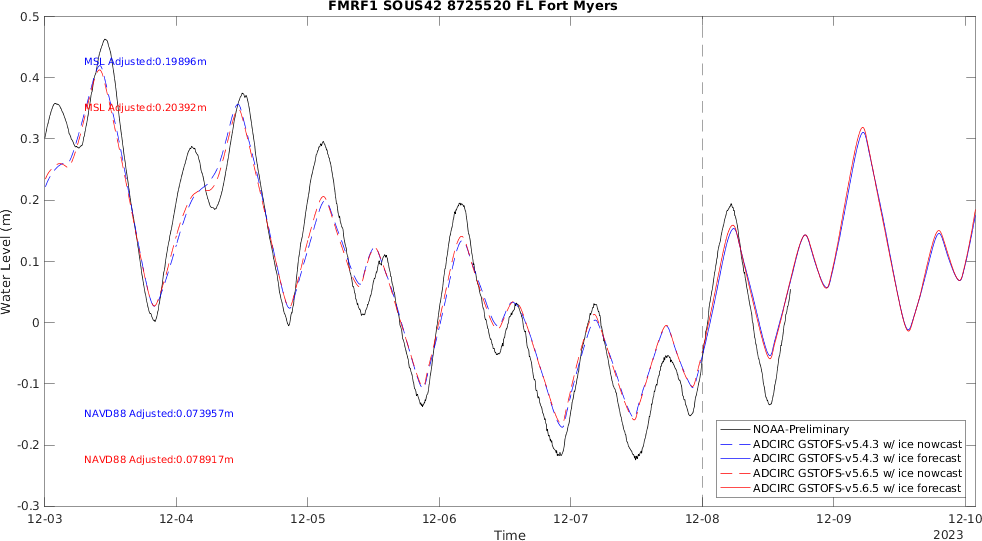 FMRF1 SOUS42 8725520 FL Fort Myers
0.5
0.4
0.3
0.2
0.1
0
-0.1
-0.2
-0.3
Water Level (m)
MSL Adjusted:0.19896m
MSL Adjusted:0.20392m
NAVD88 Adjusted:0.073957m
NAVD88 Adjusted:0.078917m
NOAA-Preliminary
ADCIRC GSTOFS-v5.4.3 w/ ice nowcast
ADCIRC GSTOFS-v5.4.3 w/ ice forecast
ADCIRC GSTOFS-v5.6.5 w/ ice nowcast
ADCIRC GSTOFS-v5.6.5 w/ ice forecast
12-03 12-04 12-05 12-06 12-07 12-08 12-09 12-10
Time
2023